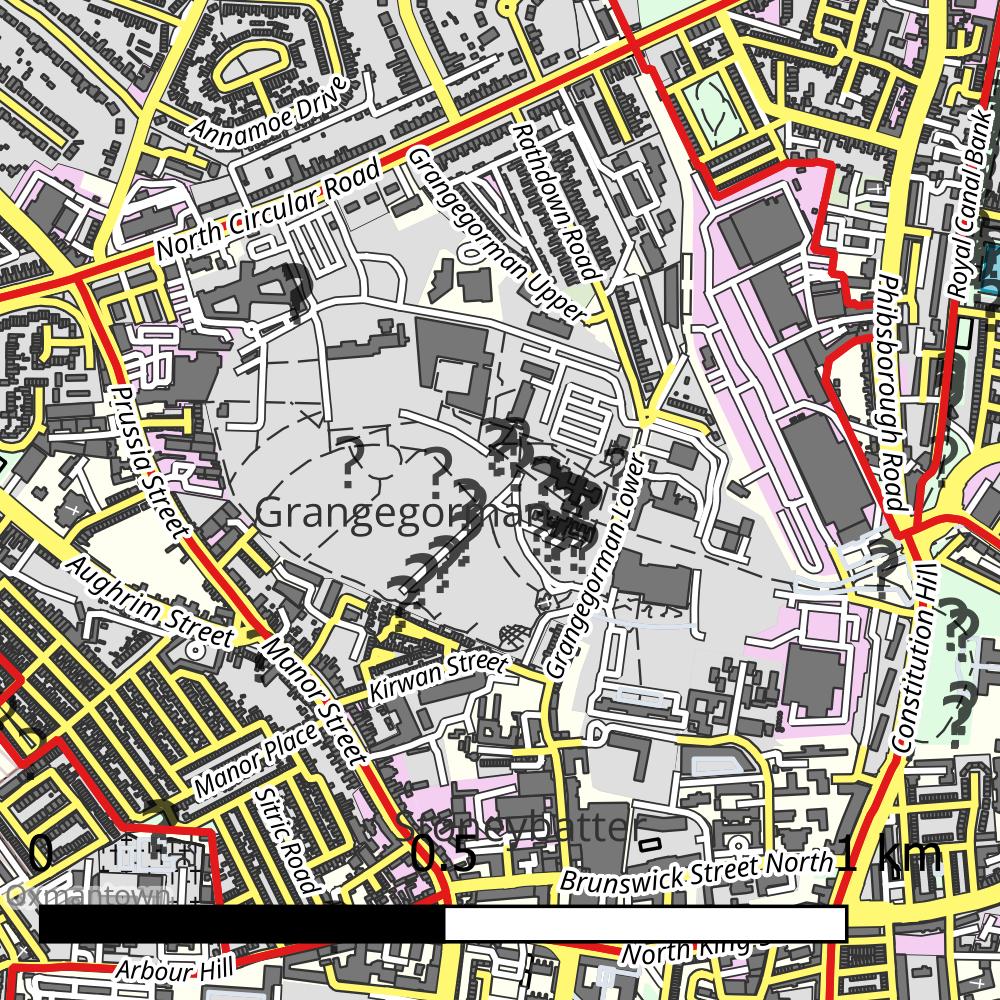 Annamoe Drive
Royal Canal Bank
North Circular Road
Grangegorman Upper
Rathdown Road
Phibsborough Road
Prussia Street
Grangegorman
Grangegorman Lower
Aughrim Street
Manor Street
Kirwan Street
Constitution Hill
Manor Place
Sitric Road
Stoneybatter
0
0.5
1 km
Brunswick Street North
Oxmantown
North King
Arbour Hill